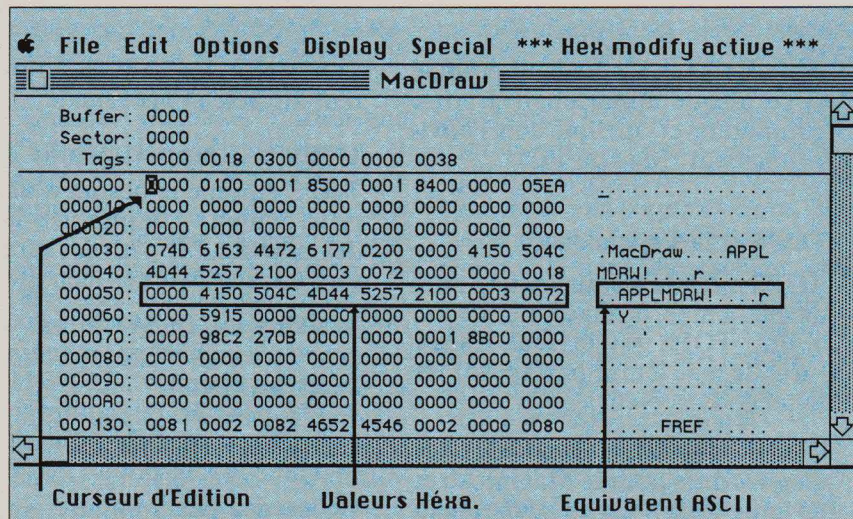 File Edit Options Display Special *** Hex modify active ***
MacDraw
Buffer: 0000
Sector: 0000
Tags: 0000 0018 0300 0000 0000 0038
000000: 0000 0100 0001 8500 0001 8400 0000 05EA ................
000010: 0000 0000 0000 0000 0000 0000 0000 0000 ................
000020: 0000 0000 0000 0000 0000 0000 0000 0000 ................
000030: 074D 6163 4472 6177 0200 0000 4150 504C .MacDraw....APPL
000040: 4D44 5257 2100 0003 0072 0000 0000 0018 MDRW!....r......
000050: 0000 4150 504C 4D44 5257 2100 0003 0072 ..APPLMDRW!....r
000060: 0000 5915 0000 0000 0000 0000 0000 0000 ..Y.............
000070: 0000 98C2 270B 0000 0000 0001 8B00 0000 ....'...........
000080: 0000 0000 0000 0000 0000 0000 0000 0000 ................
000090: 0000 0000 0000 0000 0000 0000 0000 0000 ................
0000A0: 0000 0000 0000 0000 0000 0000 0000 0000 ................
000130: 0081 0002 0082 4652 4546 0002 0000 0080 ......FREF......
Curseur d'Edition Valeurs Héxa. Equivalent ASCII